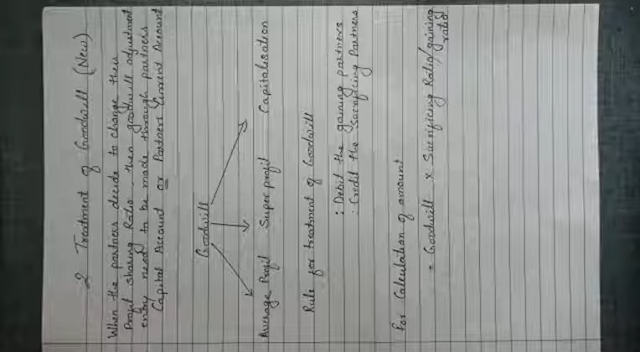 2 Treatment of Goodwill (New)
When the partners decide to change their
Profit sharing Ratio, then goodwill adjustment
entry need to be made through partners
Capital Account or Partners Current Account
Goodwill
Average Profit Super profit Capitalisation
Rule for treatment of Goodwill
: Debit the gaining partners
: Credit the Sacrificing Partners
For Calculation of amount
= Goodwill x Sacrificing Ratio/gaining
ratio